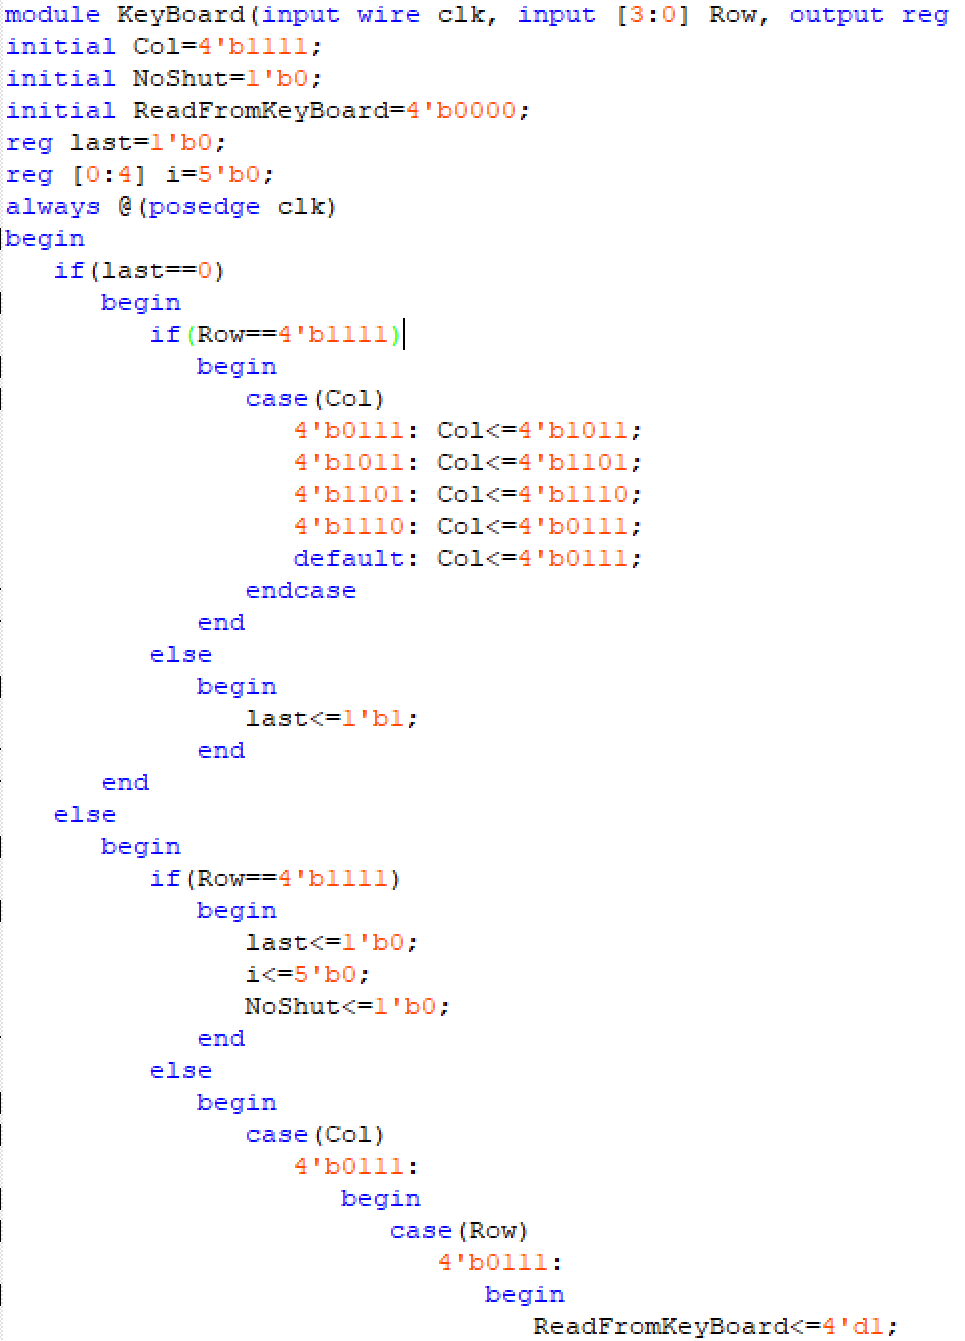 module KeyBoard(input wire clk, input [3:0] Row, output reg
initial Col=4'b1111;
initial NoShut=1'b0;
initial ReadFromKeyBoard=4'b0000;
reg last=1'b0;
reg [0:4] i=5'b0;
always @(posedge clk)
begin
if(last==0)
begin
if(Row==4'b1111)
begin
case(Col)
4'b0111: Col<=4'b1011;
4'b1011: Col<=4'b1101;
4'b1101: Col<=4'b1110;
4'b1110: Col<=4'b0111;
default: Col<=4'b0111;
endcase
end
else
begin
last<=1'b1;
end
end
else
begin
if(Row==4'b1111)
begin
last<=1'b0;
i<=5'b0;
NoShut<=1'b0;
end
else
begin
case(Col)
4'b0111:
begin
case(Row)
4'b0111:
begin
ReadFromKeyBoard<=4'd1;